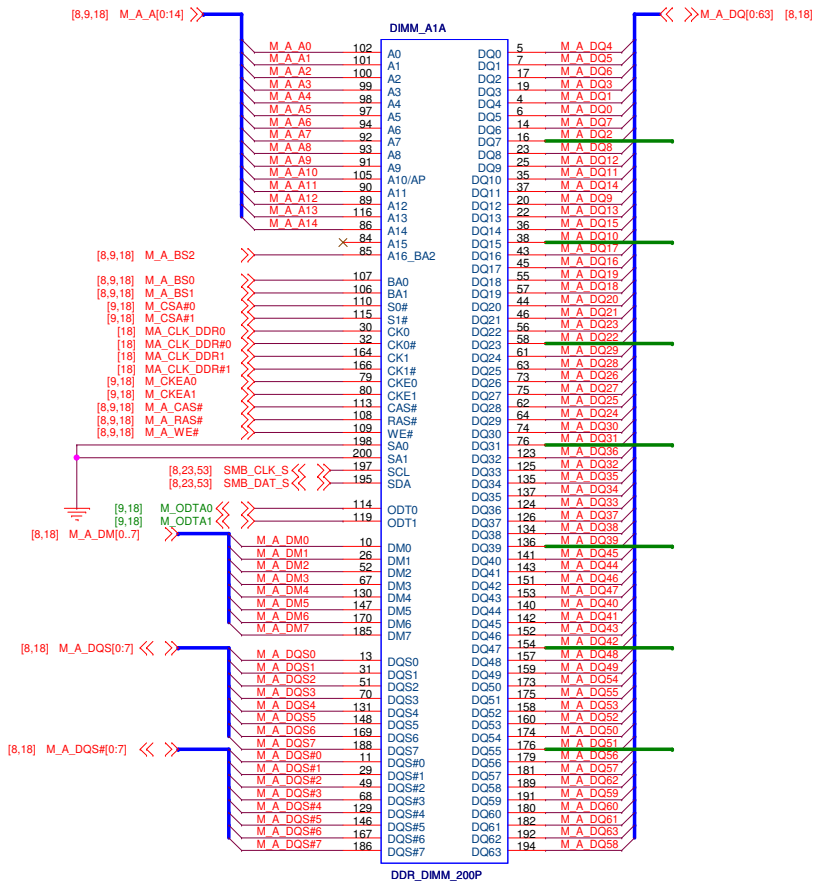 [8,9,18] M_A_A[0:14]
DIMM_A1A
M_A_DQ[0:63] [8,18]
M_A_A0 102 A0
M_A_A1 101 A1
M_A_A2 100 A2
M_A_A3 99 A3
M_A_A4 98 A4
M_A_A5 97 A5
M_A_A6 94 A6
M_A_A7 92 A7
M_A_A8 93 A8
M_A_A9 91 A9
M_A_A10 105 A10/AP
M_A_A11 90 A11
M_A_A12 89 A12
M_A_A13 116 A13
M_A_A14 86 A14
84 A15
[8,9,18] M_A_BS2 85 A16_BA2
[8,9,18] M_A_BS0 107 BA0
[8,9,18] M_A_BS1 106 BA1
[9,18] M_CSA#0 110 S0#
[9,18] M_CSA#1 115 S1#
[18] MA_CLK_DDR0 30 CK0
[18] MA_CLK_DDR#0 32 CK0#
[18] MA_CLK_DDR1 164 CK1
[18] MA_CLK_DDR#1 166 CK1#
[9,18] M_CKEA0 79 CKE0
[9,18] M_CKEA1 80 CKE1
[8,9,18] M_A_CAS# 113 CAS#
[8,9,18] M_A_RAS# 108 RAS#
[8,9,18] M_A_WE# 109 WE#
198 SA0
200 SA1
[8,23,53] SMB_CLK_S 197 SCL
[8,23,53] SMB_DAT_S 195 SDA
[9,18] M_ODTA0 114 ODT0
[9,18] M_ODTA1 119 ODT1
[8,18] M_A_DM[0..7]
M_A_DM0 10 DM0
M_A_DM1 26 DM1
M_A_DM2 52 DM2
M_A_DM3 67 DM3
M_A_DM4 130 DM4
M_A_DM5 147 DM5
M_A_DM6 170 DM6
M_A_DM7 185 DM7
[8,18] M_A_DQS[0:7]
M_A_DQS0 13 DQS0
M_A_DQS1 31 DQS1
M_A_DQS2 51 DQS2
M_A_DQS3 70 DQS3
M_A_DQS4 131 DQS4
M_A_DQS5 148 DQS5
M_A_DQS6 169 DQS6
M_A_DQS7 188 DQS7
[8,18] M_A_DQS#[0:7]
M_A_DQS#0 11 DQS#0
M_A_DQS#1 29 DQS#1
M_A_DQS#2 49 DQS#2
M_A_DQS#3 68 DQS#3
M_A_DQS#4 129 DQS#4
M_A_DQS#5 146 DQS#5
M_A_DQS#6 167 DQS#6
M_A_DQS#7 186 DQS#7
DQ0 5 M_A_DQ4
DQ1 7 M_A_DQ5
DQ2 17 M_A_DQ6
DQ3 19 M_A_DQ3
DQ4 4 M_A_DQ1
DQ5 6 M_A_DQ0
DQ6 14 M_A_DQ7
DQ7 16 M_A_DQ2
DQ8 23 M_A_DQ8
DQ9 25 M_A_DQ12
DQ10 35 M_A_DQ11
DQ11 37 M_A_DQ14
DQ12 20 M_A_DQ9
DQ13 22 M_A_DQ13
DQ14 36 M_A_DQ15
DQ15 38 M_A_DQ10
DQ16 43 M_A_DQ17
DQ17 45 M_A_DQ16
DQ18 55 M_A_DQ19
DQ19 57 M_A_DQ18
DQ20 44 M_A_DQ20
DQ21 46 M_A_DQ21
DQ22 56 M_A_DQ23
DQ23 58 M_A_DQ22
DQ24 61 M_A_DQ29
DQ25 63 M_A_DQ28
DQ26 73 M_A_DQ26
DQ27 75 M_A_DQ27
DQ28 62 M_A_DQ25
DQ29 64 M_A_DQ24
DQ30 74 M_A_DQ30
DQ31 76 M_A_DQ31
DQ32 123 M_A_DQ36
DQ33 125 M_A_DQ32
DQ34 135 M_A_DQ35
DQ35 137 M_A_DQ34
DQ36 124 M_A_DQ33
DQ37 126 M_A_DQ37
DQ38 134 M_A_DQ38
DQ39 136 M_A_DQ39
DQ40 141 M_A_DQ45
DQ41 143 M_A_DQ44
DQ42 151 M_A_DQ46
DQ43 153 M_A_DQ47
DQ44 140 M_A_DQ40
DQ45 142 M_A_DQ41
DQ46 152 M_A_DQ43
DQ47 154 M_A_DQ42
DQ48 157 M_A_DQ48
DQ49 159 M_A_DQ49
DQ50 173 M_A_DQ54
DQ51 175 M_A_DQ55
DQ52 158 M_A_DQ53
DQ53 160 M_A_DQ52
DQ54 174 M_A_DQ50
DQ55 176 M_A_DQ51
DQ56 179 M_A_DQ56
DQ57 181 M_A_DQ57
DQ58 189 M_A_DQ62
DQ59 191 M_A_DQ59
DQ60 180 M_A_DQ60
DQ61 182 M_A_DQ61
DQ62 192 M_A_DQ63
DQ63 194 M_A_DQ58
DDR_DIMM_200P